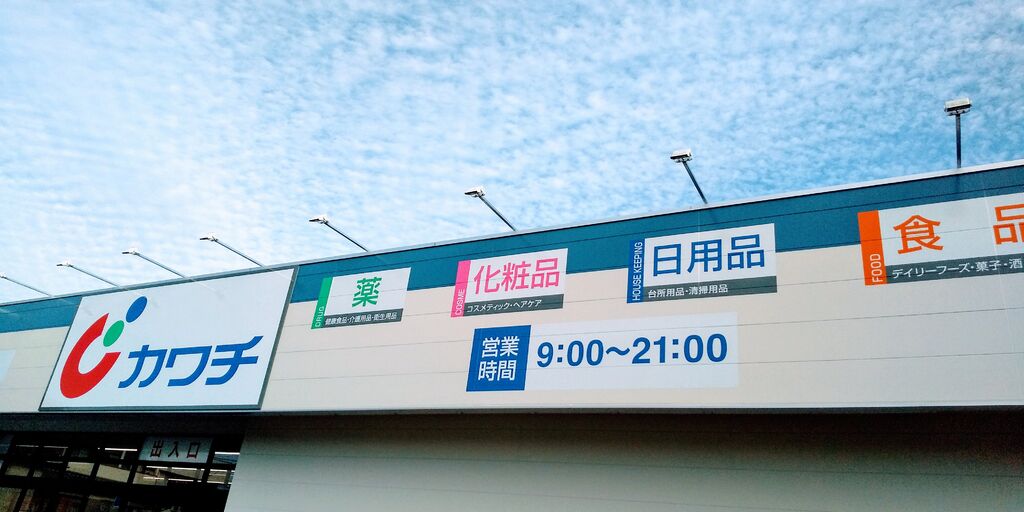 カワチ
DRUG
薬
健康食品・介護用品・衛生用品
COSME
化粧品
コスメティック・ヘアケア
HOUSE KEEPING
日用品
台所用品・清掃用品
FOOD
食品
デイリーフーズ・菓子・酒
営業
時間
9:00〜21:00
出入口